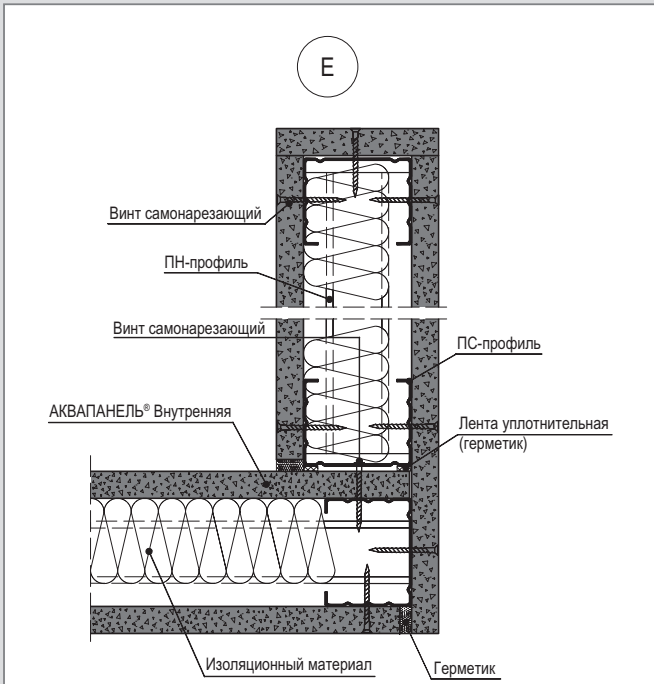 E
Винт самонарезающий
ПН-профиль
Винт самонарезающий
ПС-профиль
АКВАПАНЕЛЬ® Внутренняя
Лента уплотнительная
(герметик)
Изоляционный материал
Герметик